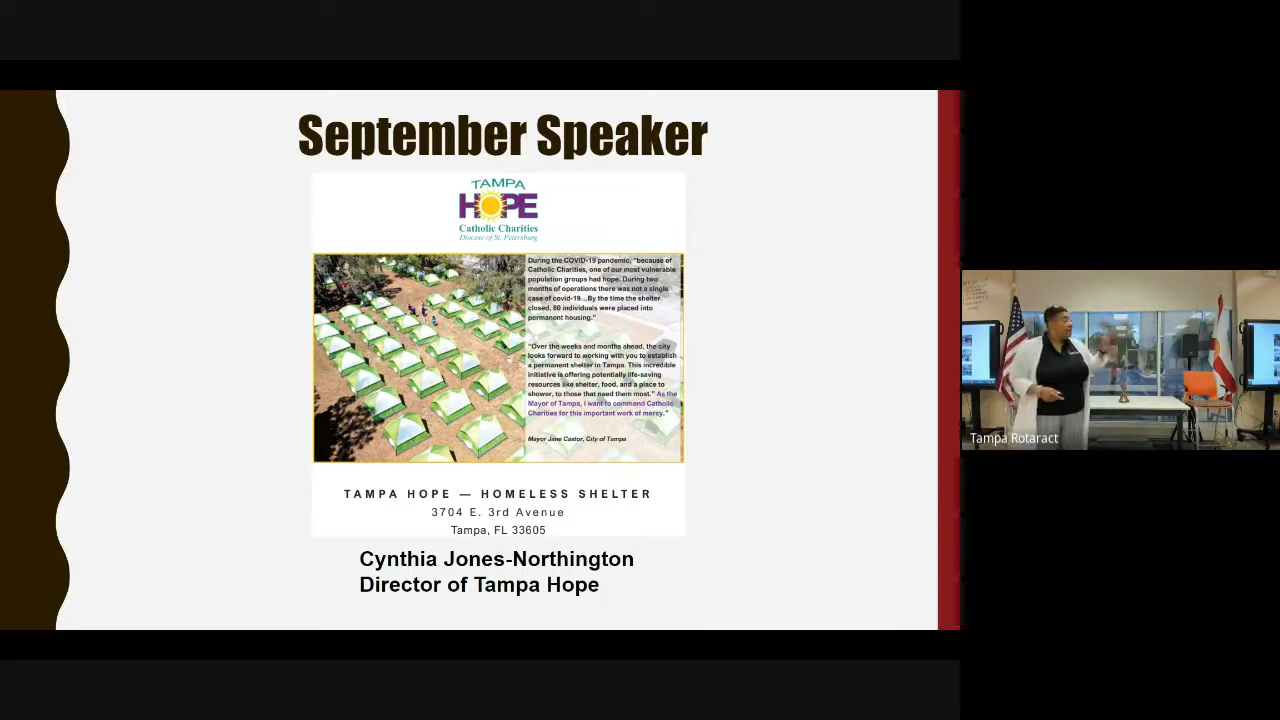 September Speaker
TAMPA
HOPE
Catholic Charities
Diocese of St. Petersburg
During the COVID-19 pandemic, "because of
Catholic Charities, one of our most vulnerable
population groups had hope. During two
months of operations there was not a single
case of covid-19...By the time the shelter
closed, 80 individuals were placed into
permanent housing."
"Over the weeks and months ahead, the city
looks forward to working with you to establish
a permanent shelter in Tampa. This incredible
initiative is offering potentially life-saving
resources like shelter, food, and a place to
shower, to those that need them most." As the
Mayor of Tampa, I want to commend Catholic
Charities for this important work of mercy."
Mayor Jane Castor, City of Tampa
TAMPA HOPE — HOMELESS SHELTER
3704 E. 3rd Avenue
Tampa, FL 33605
Cynthia Jones-Northington
Director of Tampa Hope
Tampa Rotaract